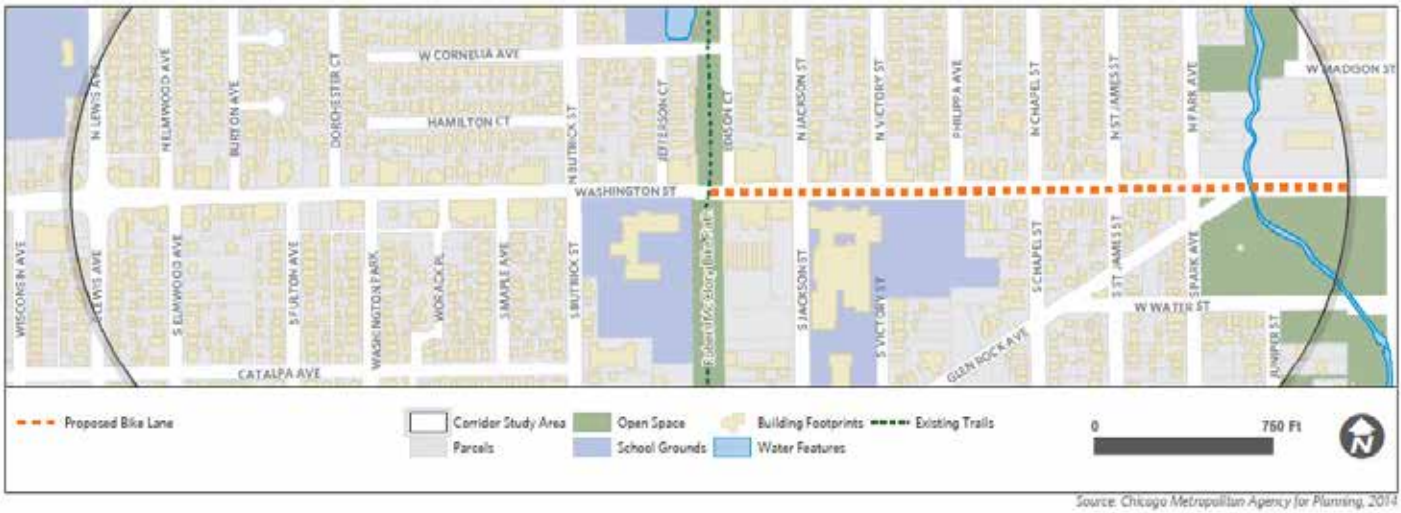 W CORNELIA AVE
W MADISON ST
N LEWIS AVE
N ELMWOOD AVE
BURTON AVE
DORCHESTER CT
HAMILTON CT
N BUTRICK ST
JEFFERSON CT
EDISON CT
N JACKSON ST
N VICTORY ST
PHILIPPA AVE
N CHAPEL ST
N ST JAMES ST
N PARK AVE
WASHINGTON ST
WISCONSIN AVE
S LEWIS AVE
S ELMWOOD AVE
S FULTON AVE
WASHINGTON PARK
WORACK PL
S MAPLE AVE
S BUTRICK ST
Robert McClory Bike Path
S JACKSON ST
S VICTORY ST
S CHAPEL ST
S ST JAMES ST
S PARK AVE
W WATER ST
GLEN ROCK AVE
JUNIPER ST
CATALPA AVE
Proposed Bike Lane
Corridor Study Area
Open Space
Building Footprints
Existing Trails
Parcels
School Grounds
Water Features
0 750 Ft
N
Source: Chicago Metropolitan Agency for Planning, 2014